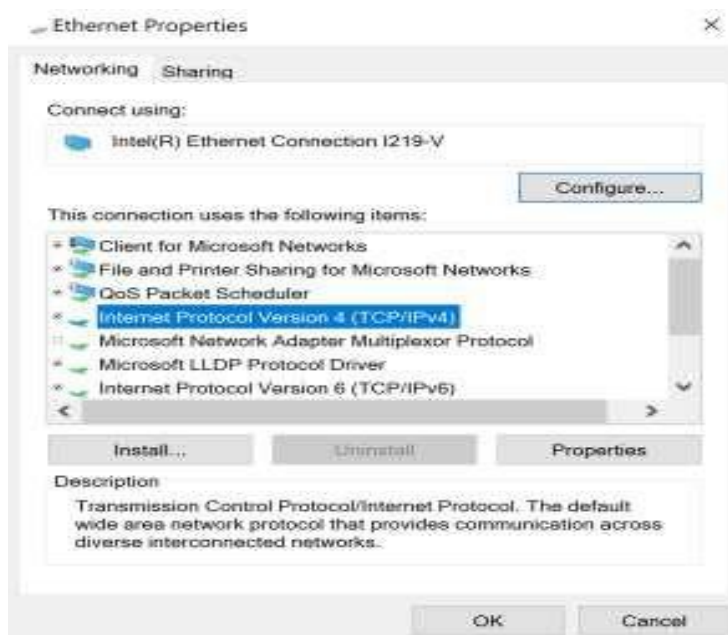 Ethernet Properties
Networking Sharing
Connect using:
Intel(R) Ethernet Connection I219-V
Configure...
This connection uses the following items:
Client for Microsoft Networks
File and Printer Sharing for Microsoft Networks
QoS Packet Scheduler
Internet Protocol Version 4 (TCP/IPv4)
Microsoft Network Adapter Multiplexor Protocol
Microsoft LLDP Protocol Driver
Internet Protocol Version 6 (TCP/IPv6)
Install... Uninstall Properties
Description
Transmission Control Protocol/Internet Protocol. The default
wide area network protocol that provides communication across
diverse interconnected networks.
OK Cancel